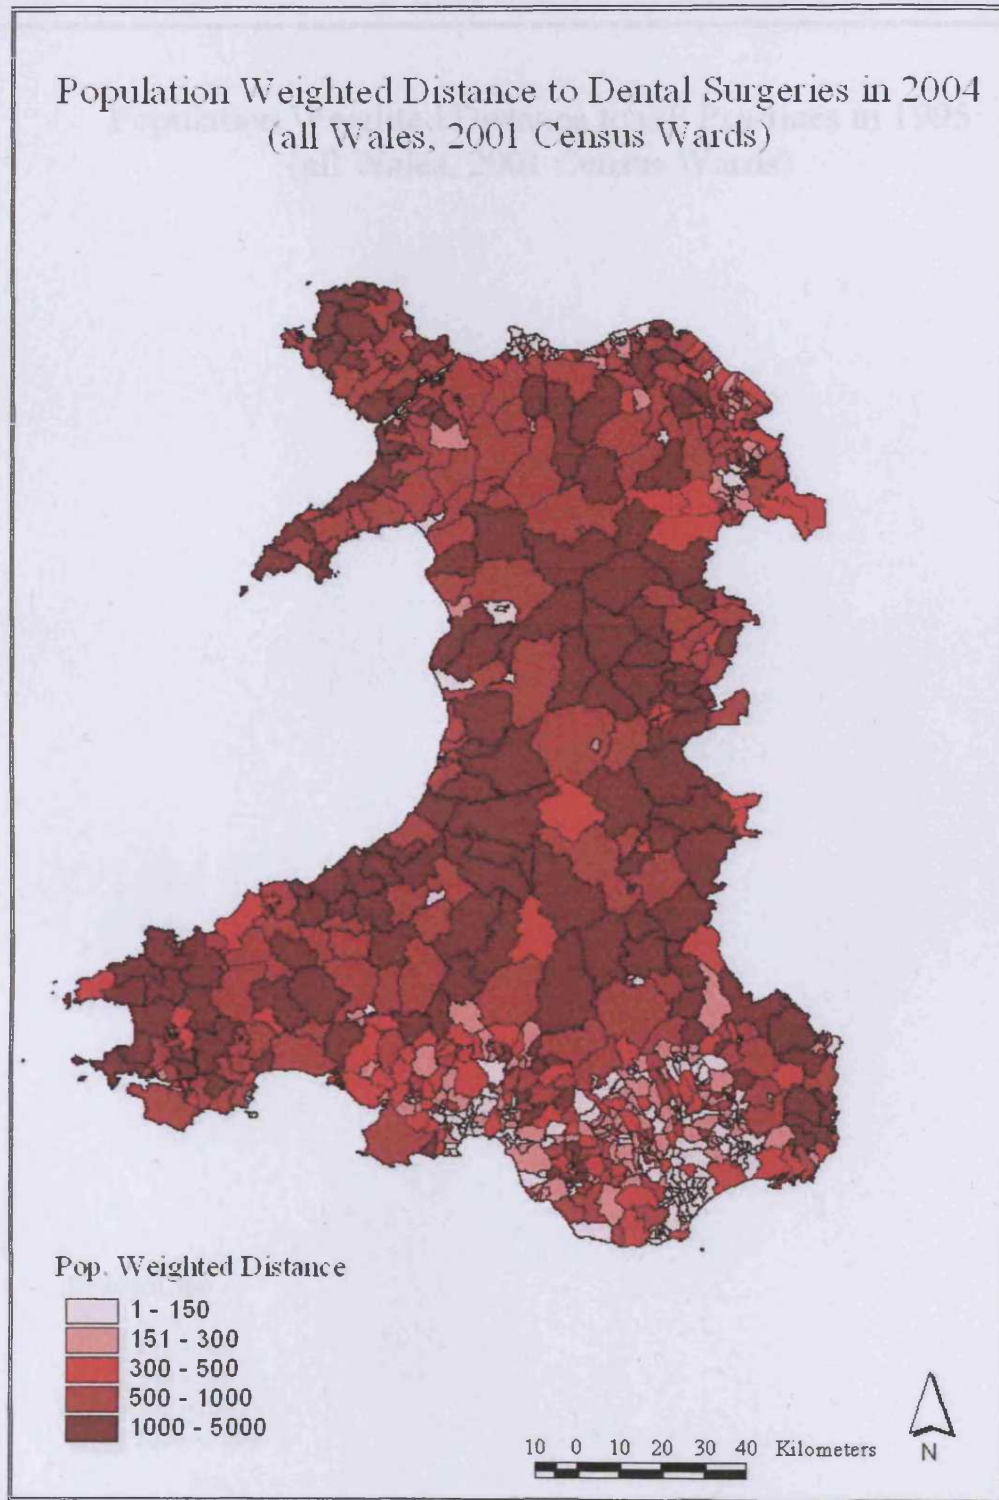 Population Weighted Distance to Dental Surgeries in 2004
(all Wales, 2001 Census Wards)
Pop. Weighted Distance
1 - 150
151 - 300
300 - 500
500 - 1000
1000 - 5000
10 0 10 20 30 40 Kilometers
N